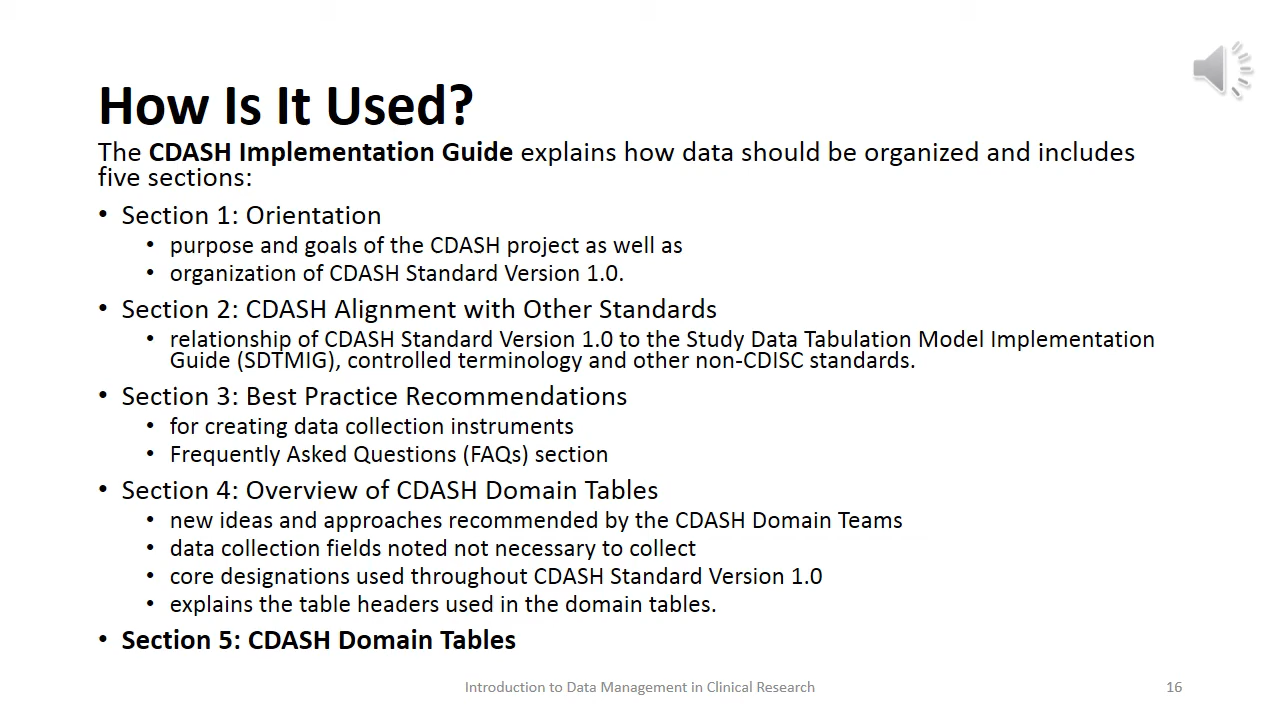 How Is It Used?
The CDASH Implementation Guide explains how data should be organized and includes
five sections:
• Section 1: Orientation
• purpose and goals of the CDASH project as well as
• organization of CDASH Standard Version 1.0.
• Section 2: CDASH Alignment with Other Standards
• relationship of CDASH Standard Version 1.0 to the Study Data Tabulation Model Implementation
Guide (SDTMIG), controlled terminology and other non-CDISC standards.
• Section 3: Best Practice Recommendations
• for creating data collection instruments
• Frequently Asked Questions (FAQs) section
• Section 4: Overview of CDASH Domain Tables
• new ideas and approaches recommended by the CDASH Domain Teams
• data collection fields noted not necessary to collect
• core designations used throughout CDASH Standard Version 1.0
• explains the table headers used in the domain tables.
• Section 5: CDASH Domain Tables
Introduction to Data Management in Clinical Research
16